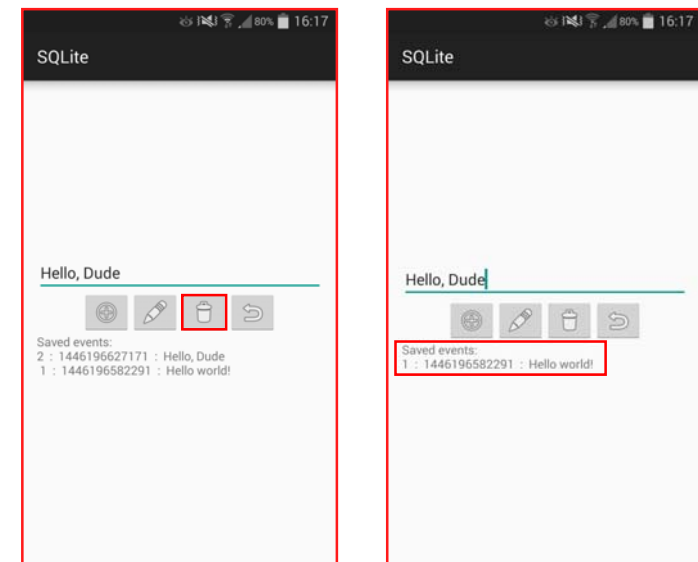 80% 16:17
SQLite
Hello, Dude
Saved events:
2 : 1446196627171 : Hello, Dude
1 : 1446196582291 : Hello world!
80% 16:17
SQLite
Hello, Dude
Saved events:
1 : 1446196582291 : Hello world!